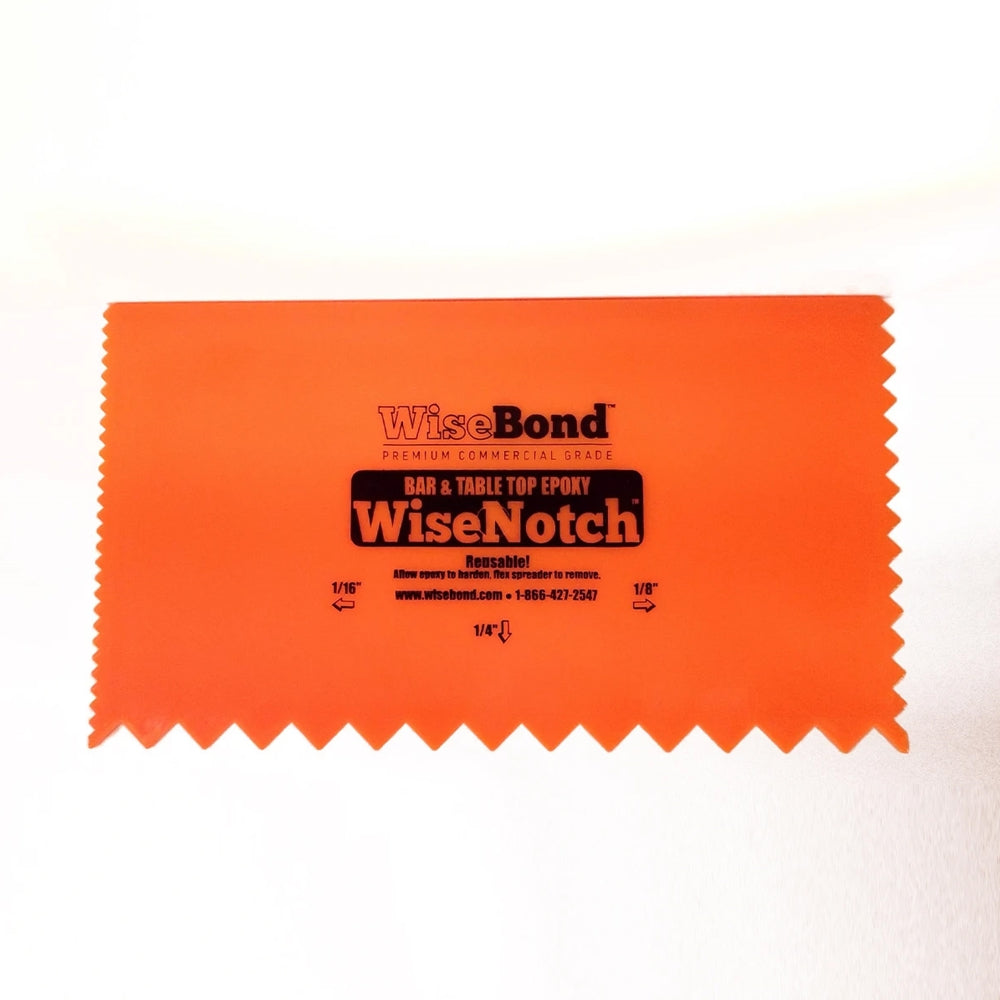 WiseBond™
PREMIUM COMMERCIAL GRADE
BAR & TABLE TOP EPOXY
WiseNotch™
Reusable!
Allow epoxy to harden, flex spreader to remove.
www.wisebond.com • 1-866-427-2547
1/16"
1/8"
1/4"